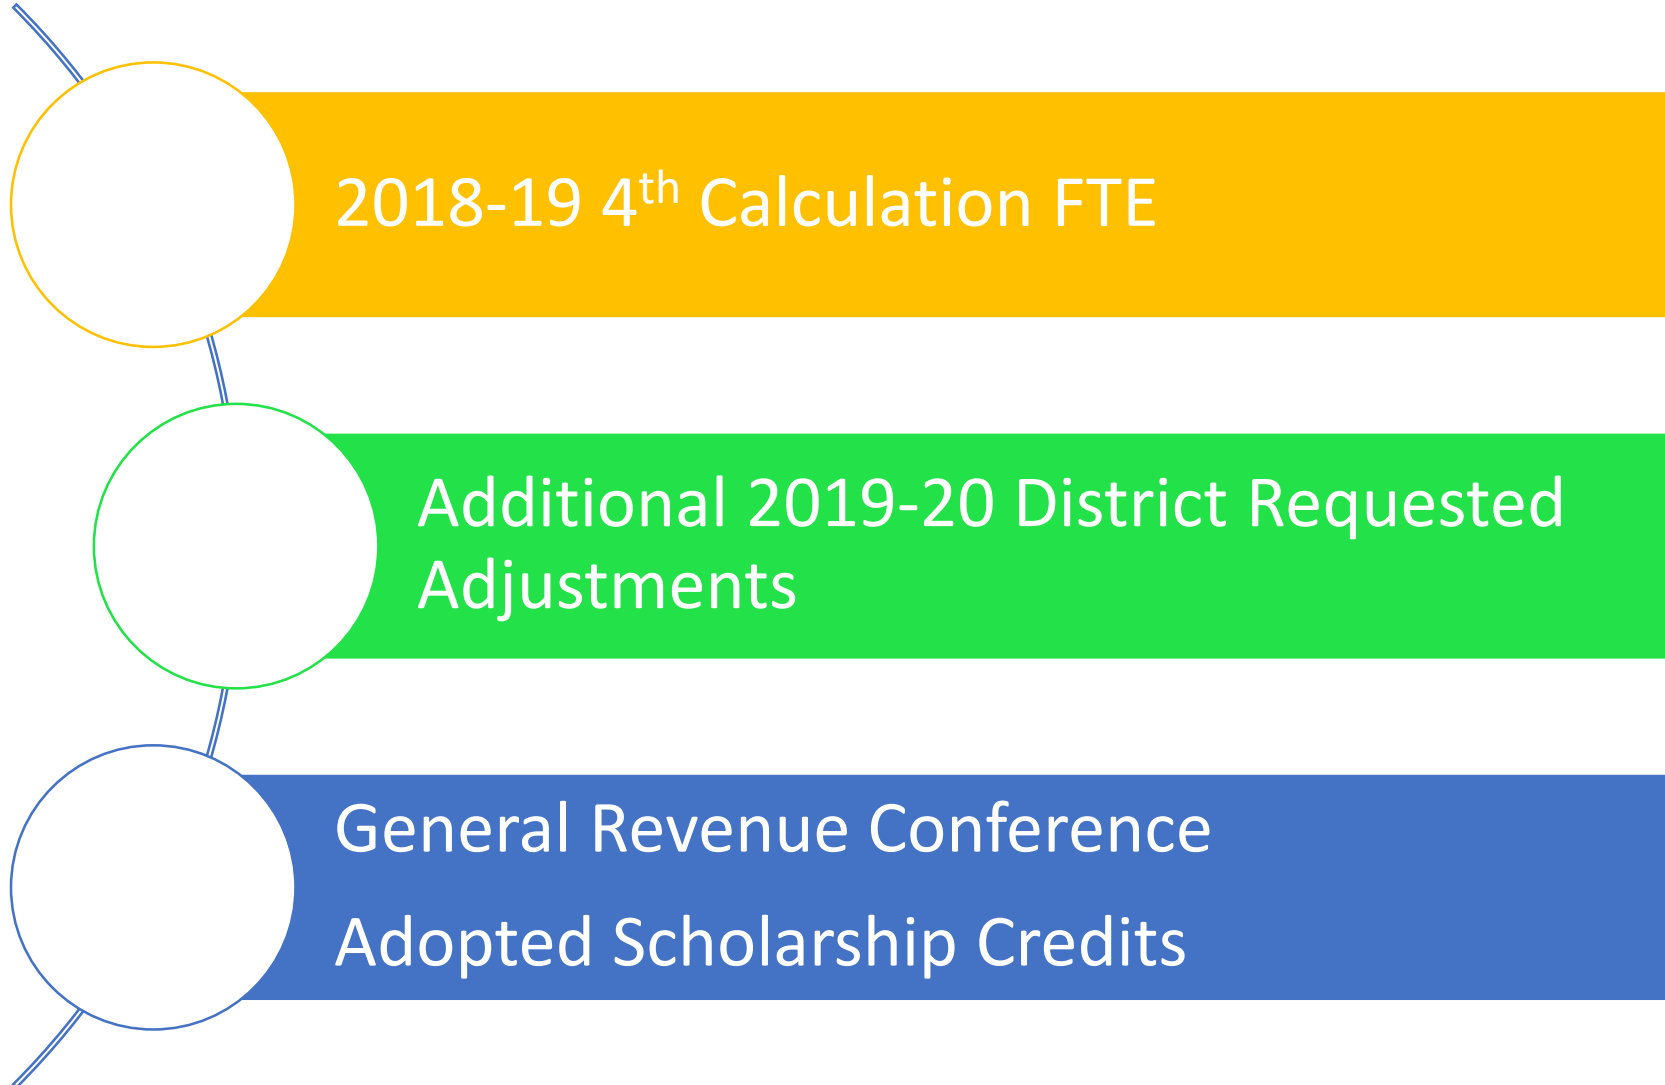 2018-19 4th Calculation FTE
Additional 2019-20 District Requested
Adjustments
General Revenue Conference
Adopted Scholarship Credits